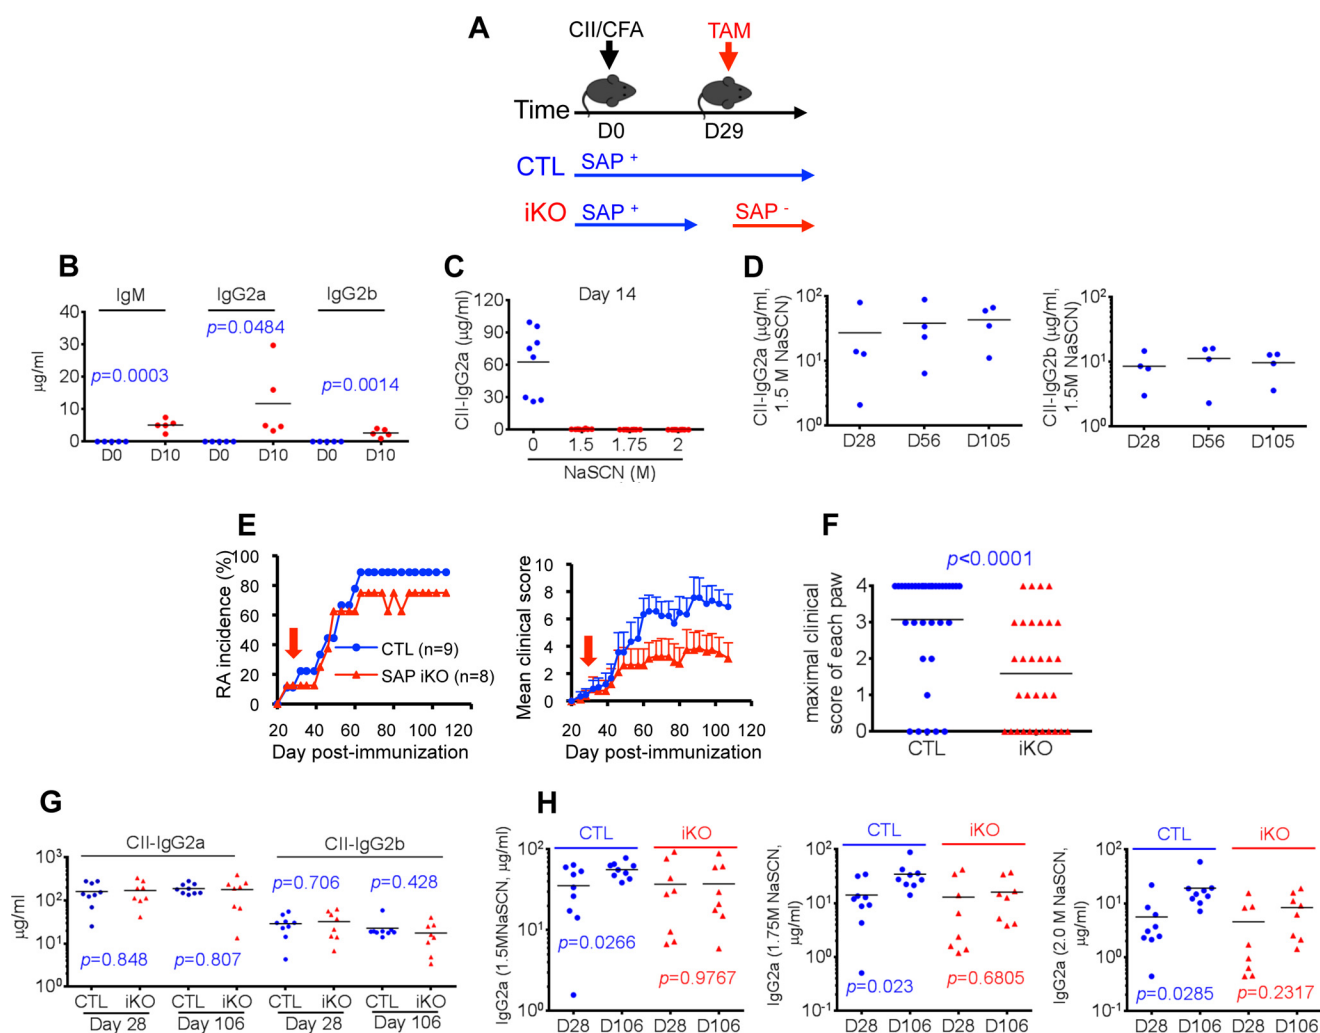 A
CII/CFA
TAM
Time
D0
D29
CTL
SAP +
iKO
SAP +
SAP -
B
IgM
IgG2a
IgG2b
µg/ml
40
30
20
10
0
p=0.0003
p=0.0484
p=0.0014
D0
D10
D0
D10
D0
D10
C
Day 14
CII-IgG2a (µg/ml)
120
90
60
30
0
0
1.5
1.75
2
NaSCN (M)
D
CII-IgG2a (µg/ml,
1.5 M NaSCN)
10²
10¹
10⁰
D28
D56
D105
CII-IgG2b (µg/ml,
1.5M NaSCN)
10²
10¹
10⁰
D28
D56
D105
E
RA incidence (%)
100
80
60
40
20
0
CTL (n=9)
SAP iKO (n=8)
20
40
60
80
100
120
Day post-immunization
Mean clinical score
10
8
6
4
2
0
20
40
60
80
100
120
Day post-immunization
F
p<0.0001
maximal clinical
score of each paw
4
3
2
1
0
CTL
iKO
G
CII-IgG2a
CII-IgG2b
µg/ml
10³
10²
10¹
10⁰
p=0.848
p=0.807
p=0.706
p=0.428
CTL
iKO
CTL
iKO
CTL
iKO
CTL
iKO
Day 28
Day 106
Day 28
Day 106
H
IgG2a (1.5MNaSCN, µg/ml)
CTL
iKO
10²
10¹
10⁰
p=0.0266
p=0.9767
D28
D106
D28
D106
IgG2a (1.75M NaSCN,
µg/ml)
CTL
iKO
10²
10¹
10⁰
10⁻¹
p=0.023
p=0.6805
D28
D106
D28
D106
IgG2a (2.0 M NaSCN,
µg/ml)
CTL
iKO
10²
10¹
10⁰
10⁻¹
p=0.0285
p=0.2317
D28
D106
D28
D106